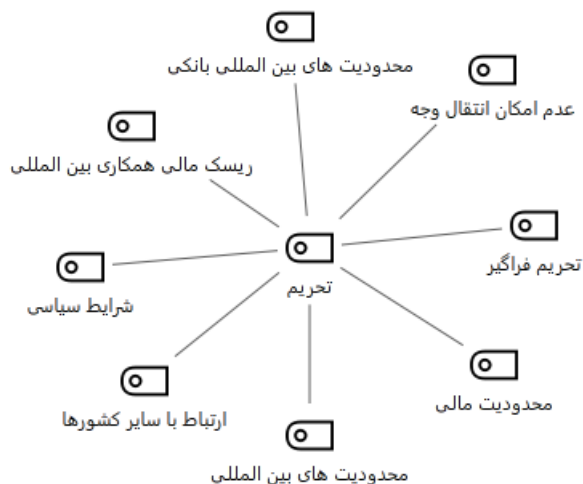 محدودیت های بین المللی بانکی
عدم امکان انتقال وجه
ریسک مالی همکاری بین المللی
تحریم فراگیر
شرایط سیاسی
تحریم
محدودیت مالی
ارتباط با سایر کشورها
محدودیت های بین المللی